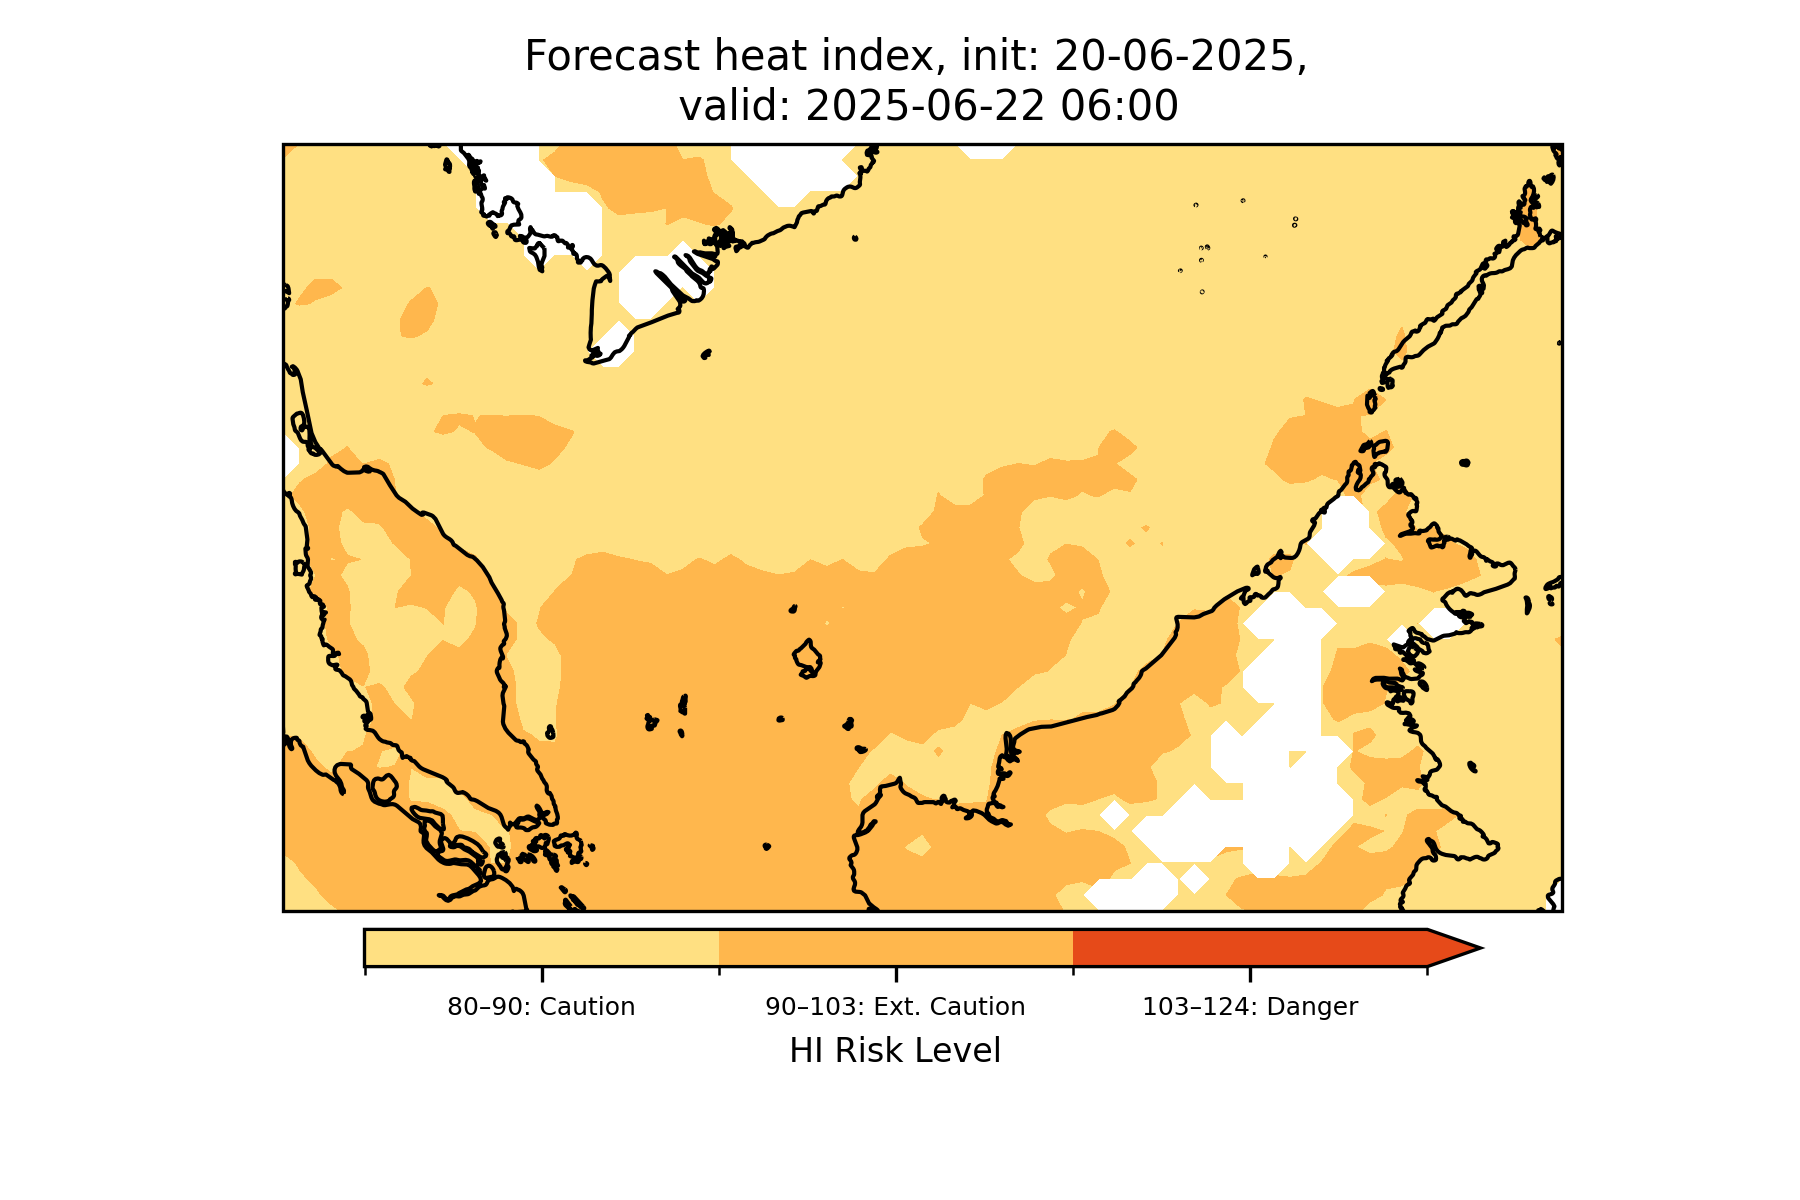 Forecast heat index, init: 20-06-2025,
valid: 2025-06-22 06:00
80–90: Caution
90–103: Ext. Caution
103–124: Danger
HI Risk Level